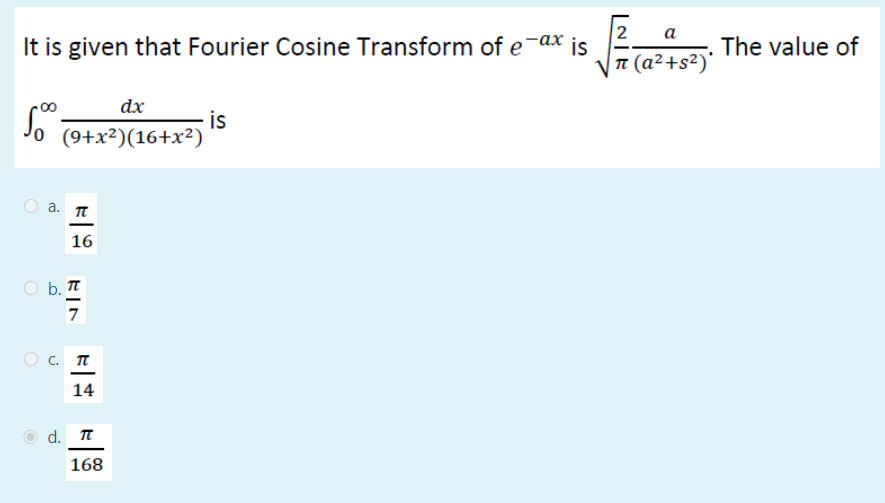 It is given that Fourier Cosine Transform of e⁻ᵃˣ is √(2/π) a/(a²+s²). The value of
∫₀^∞ dx/((9+x²)(16+x²)) is
a. π/16
b. π/7
c. π/14
d. π/168